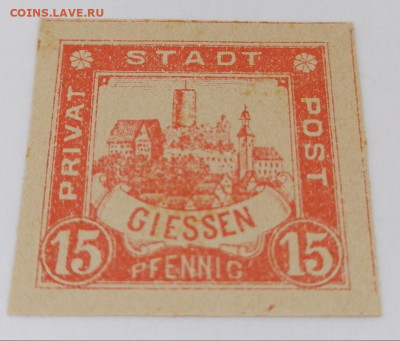 COINS.LAVE.RU
STADT
PRIVAT
POST
GIESSEN
15 PFENNIG 15